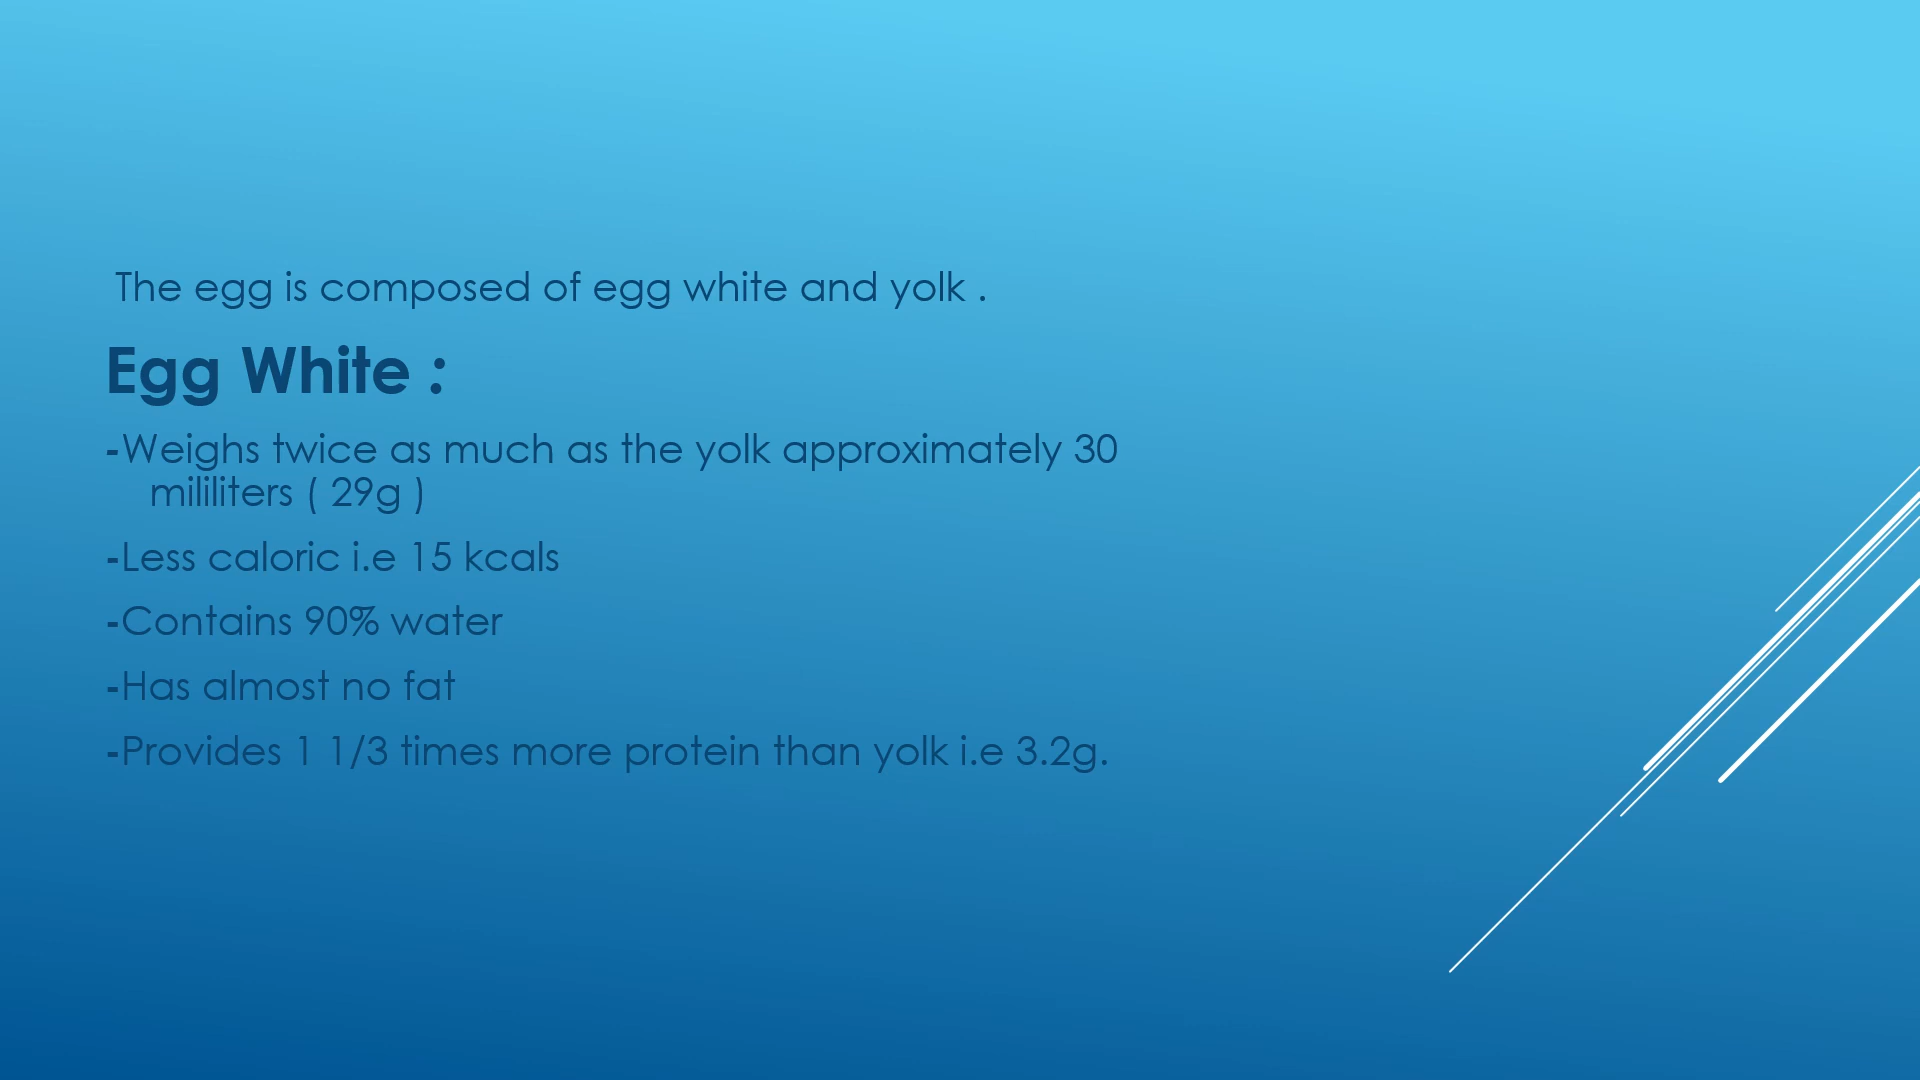 The egg is composed of egg white and yolk .
Egg White :
-Weighs twice as much as the yolk approximately 30
mililiters ( 29g )
-Less caloric i.e 15 kcals
-Contains 90% water
-Has almost no fat
-Provides 1 1/3 times more protein than yolk i.e 3.2g.